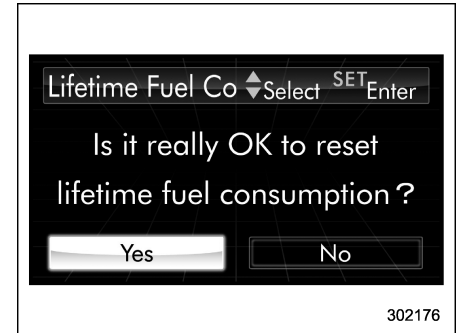 Lifetime Fuel Co Select SET Enter
Is it really OK to reset
lifetime fuel consumption?
Yes No
302176